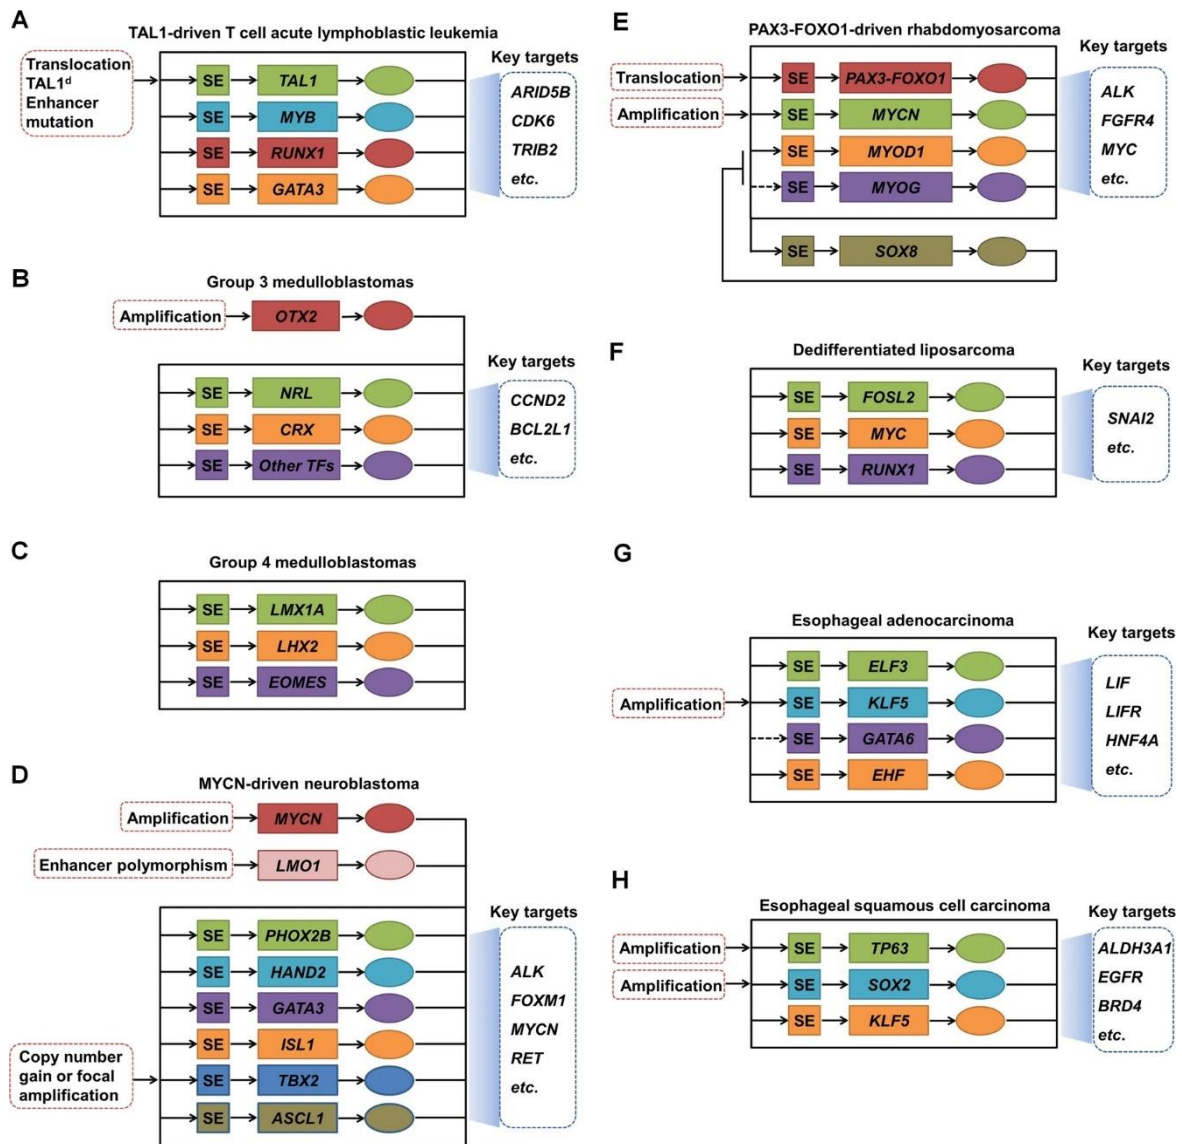 A
TAL1-driven T cell acute lymphoblastic leukemia
Translocation
TAL1ᵈ
Enhancer
mutation
SE TAL1
SE MYB
SE RUNX1
SE GATA3
Key targets
ARID5B
CDK6
TRIB2
etc.
B
Group 3 medulloblastomas
Amplification OTX2
SE NRL
SE CRX
SE Other TFs
Key targets
CCND2
BCL2L1
etc.
C
Group 4 medulloblastomas
SE LMX1A
SE LHX2
SE EOMES
D
MYCN-driven neuroblastoma
Amplification MYCN
Enhancer polymorphism LMO1
SE PHOX2B
SE HAND2
SE GATA3
SE ISL1
SE TBX2
SE ASCL1
Copy number
gain or focal
amplification
Key targets
ALK
FOXM1
MYCN
RET
etc.
E
PAX3-FOXO1-driven rhabdomyosarcoma
Translocation SE PAX3-FOXO1
Amplification SE MYCN
SE MYOD1
SE MYOG
SE SOX8
Key targets
ALK
FGFR4
MYC
etc.
F
Dedifferentiated liposarcoma
SE FOSL2
SE MYC
SE RUNX1
Key targets
SNAI2
etc.
G
Esophageal adenocarcinoma
SE ELF3
Amplification SE KLF5
SE GATA6
SE EHF
Key targets
LIF
LIFR
HNF4A
etc.
H
Esophageal squamous cell carcinoma
Amplification SE TP63
Amplification SE SOX2
SE KLF5
Key targets
ALDH3A1
EGFR
BRD4
etc.